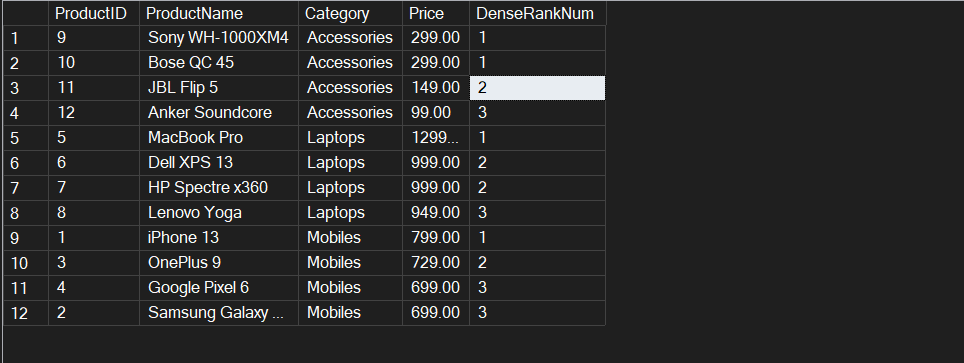 ProductID ProductName Category Price DenseRankNum
1 9 Sony WH-1000XM4 Accessories 299.00 1
2 10 Bose QC 45 Accessories 299.00 1
3 11 JBL Flip 5 Accessories 149.00 2
4 12 Anker Soundcore Accessories 99.00 3
5 5 MacBook Pro Laptops 1299... 1
6 6 Dell XPS 13 Laptops 999.00 2
7 7 HP Spectre x360 Laptops 999.00 2
8 8 Lenovo Yoga Laptops 949.00 3
9 1 iPhone 13 Mobiles 799.00 1
10 3 OnePlus 9 Mobiles 729.00 2
11 4 Google Pixel 6 Mobiles 699.00 3
12 2 Samsung Galaxy ... Mobiles 699.00 3